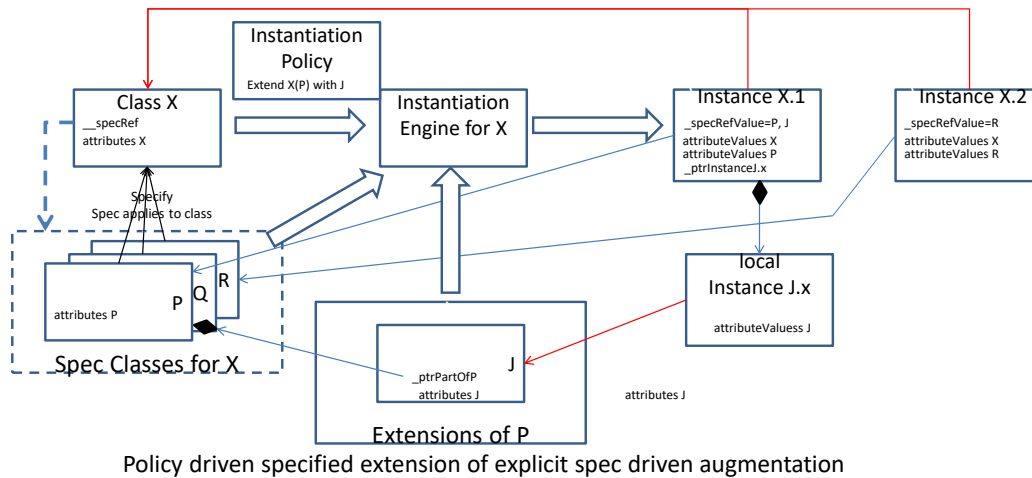 Instantiation
Policy
Extend X(P) with J
Class X
__specRef
attributes X
Instantiation
Engine for X
Instance X.1
_specRefValue=P, J
attributeValues X
attributeValues P
_ptrInstanceJ.x
Instance X.2
_specRefValue=R
attributeValues X
attributeValues R
Specify
Spec applies to class
R
Q
P
attributes P
Spec Classes for X
local
Instance J.x
attributeValuess J
J
_ptrPartOfP
attributes J
attributes J
Extensions of P
Policy driven specified extension of explicit spec driven augmentation